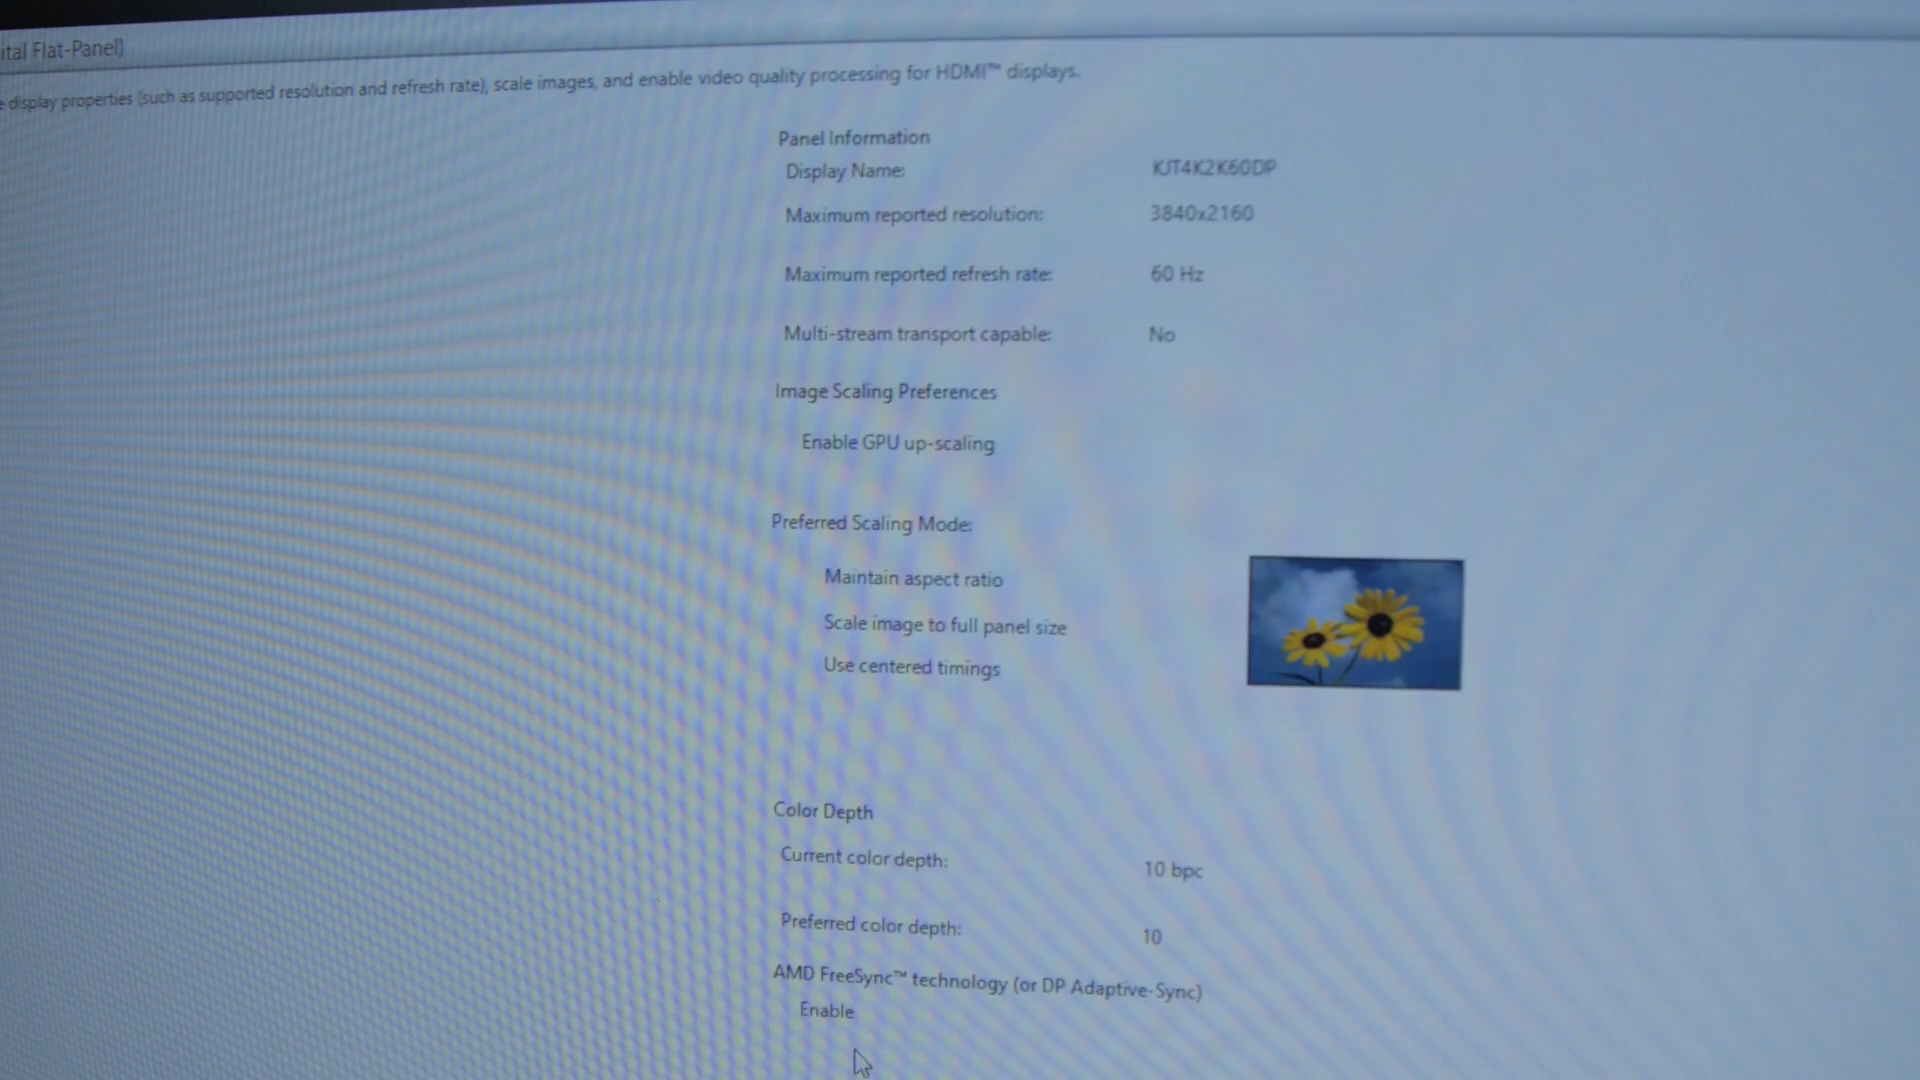 ital Flat-Panel)
e display properties (such as supported resolution and refresh rate), scale images, and enable video quality processing for HDMI™ displays.
Panel Information
Display Name: KJT4K2K60DP
Maximum reported resolution: 3840x2160
Maximum reported refresh rate: 60 Hz
Multi-stream transport capable: No
Image Scaling Preferences
Enable GPU up-scaling
Preferred Scaling Mode:
Maintain aspect ratio
Scale image to full panel size
Use centered timings
Color Depth
Current color depth: 10 bpc
Preferred color depth: 10
AMD FreeSync™ technology (or DP Adaptive-Sync)
Enable